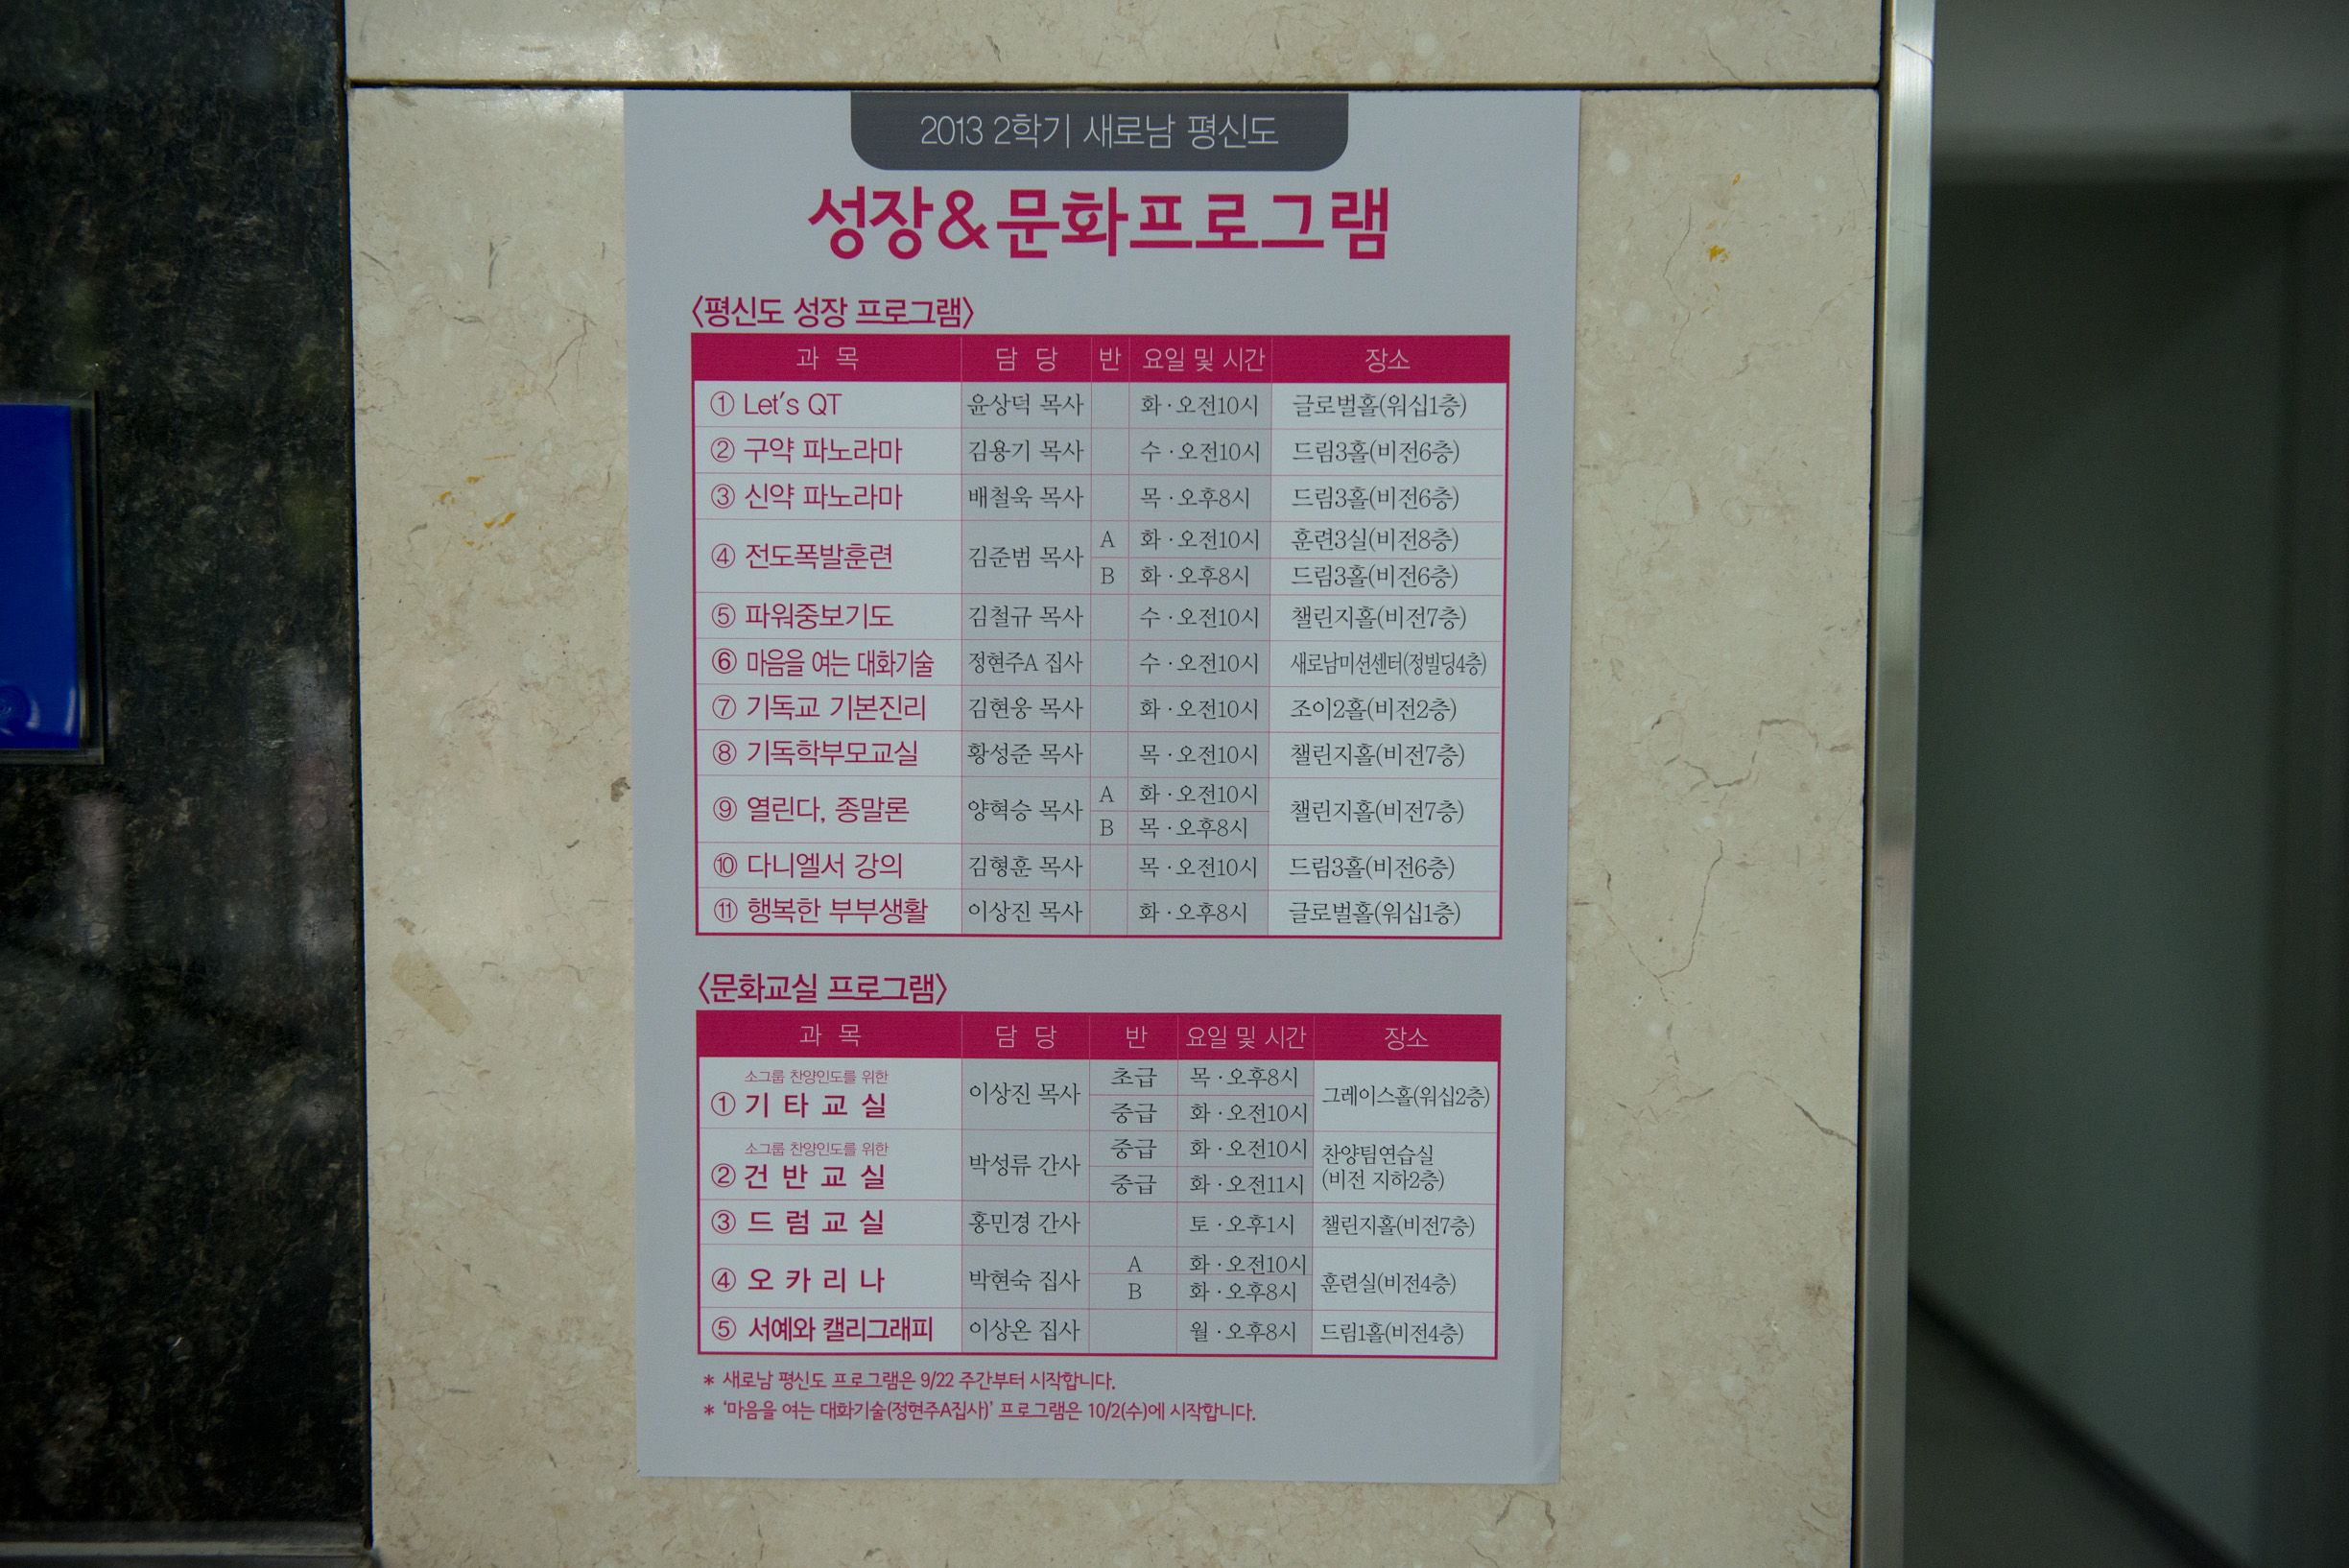 2013 2학기 새로남 평신도
성장&문화프로그램
<평신도 성장 프로그램>
과 목 담 당 반 요일 및 시간 장소
① Let's QT 윤상덕 목사 화·오전10시 글로벌홀(워십1층)
② 구약 파노라마 김용기 목사 수·오전10시 드림3홀(비전6층)
③ 신약 파노라마 배철욱 목사 목·오후8시 드림3홀(비전6층)
④ 전도폭발훈련 김준범 목사 A 화·오전10시 훈련3실(비전8층)
B 화·오후8시 드림3홀(비전6층)
⑤ 파워중보기도 김철규 목사 수·오전10시 챌린지홀(비전7층)
⑥ 마음을 여는 대화기술 정현주A 집사 수·오전10시 새로남미션센터(정빌딩4층)
⑦ 기독교 기본진리 김현웅 목사 화·오전10시 조이2홀(비전2층)
⑧ 기독학부모교실 황성준 목사 목·오전10시 챌린지홀(비전7층)
⑨ 열린다, 종말론 양혁승 목사 A 화·오전10시 챌린지홀(비전7층)
B 목·오후8시
⑩ 다니엘서 강의 김형훈 목사 목·오전10시 드림3홀(비전6층)
⑪ 행복한 부부생활 이상진 목사 화·오후8시 글로벌홀(워십1층)
<문화교실 프로그램>
과 목 담 당 반 요일 및 시간 장소
소그룹 찬양인도를 위한
① 기 타 교 실 이상진 목사 초급 목·오후8시 그레이스홀(워십2층)
중급 화·오전10시
소그룹 찬양인도를 위한
② 건 반 교 실 박성류 간사 중급 화·오전10시 찬양팀연습실
중급 화·오전11시 (비전 지하2층)
③ 드 럼 교 실 홍민경 간사 토·오후1시 챌린지홀(비전7층)
④ 오 카 리 나 박현숙 집사 A 화·오전10시 훈련실(비전4층)
B 화·오후8시
⑤ 서예와 캘리그래피 이상온 집사 월·오후8시 드림1홀(비전4층)
* 새로남 평신도 프로그램은 9/22 주간부터 시작합니다.
* '마음을 여는 대화기술(정현주A집사)' 프로그램은 10/2(수)에 시작합니다.